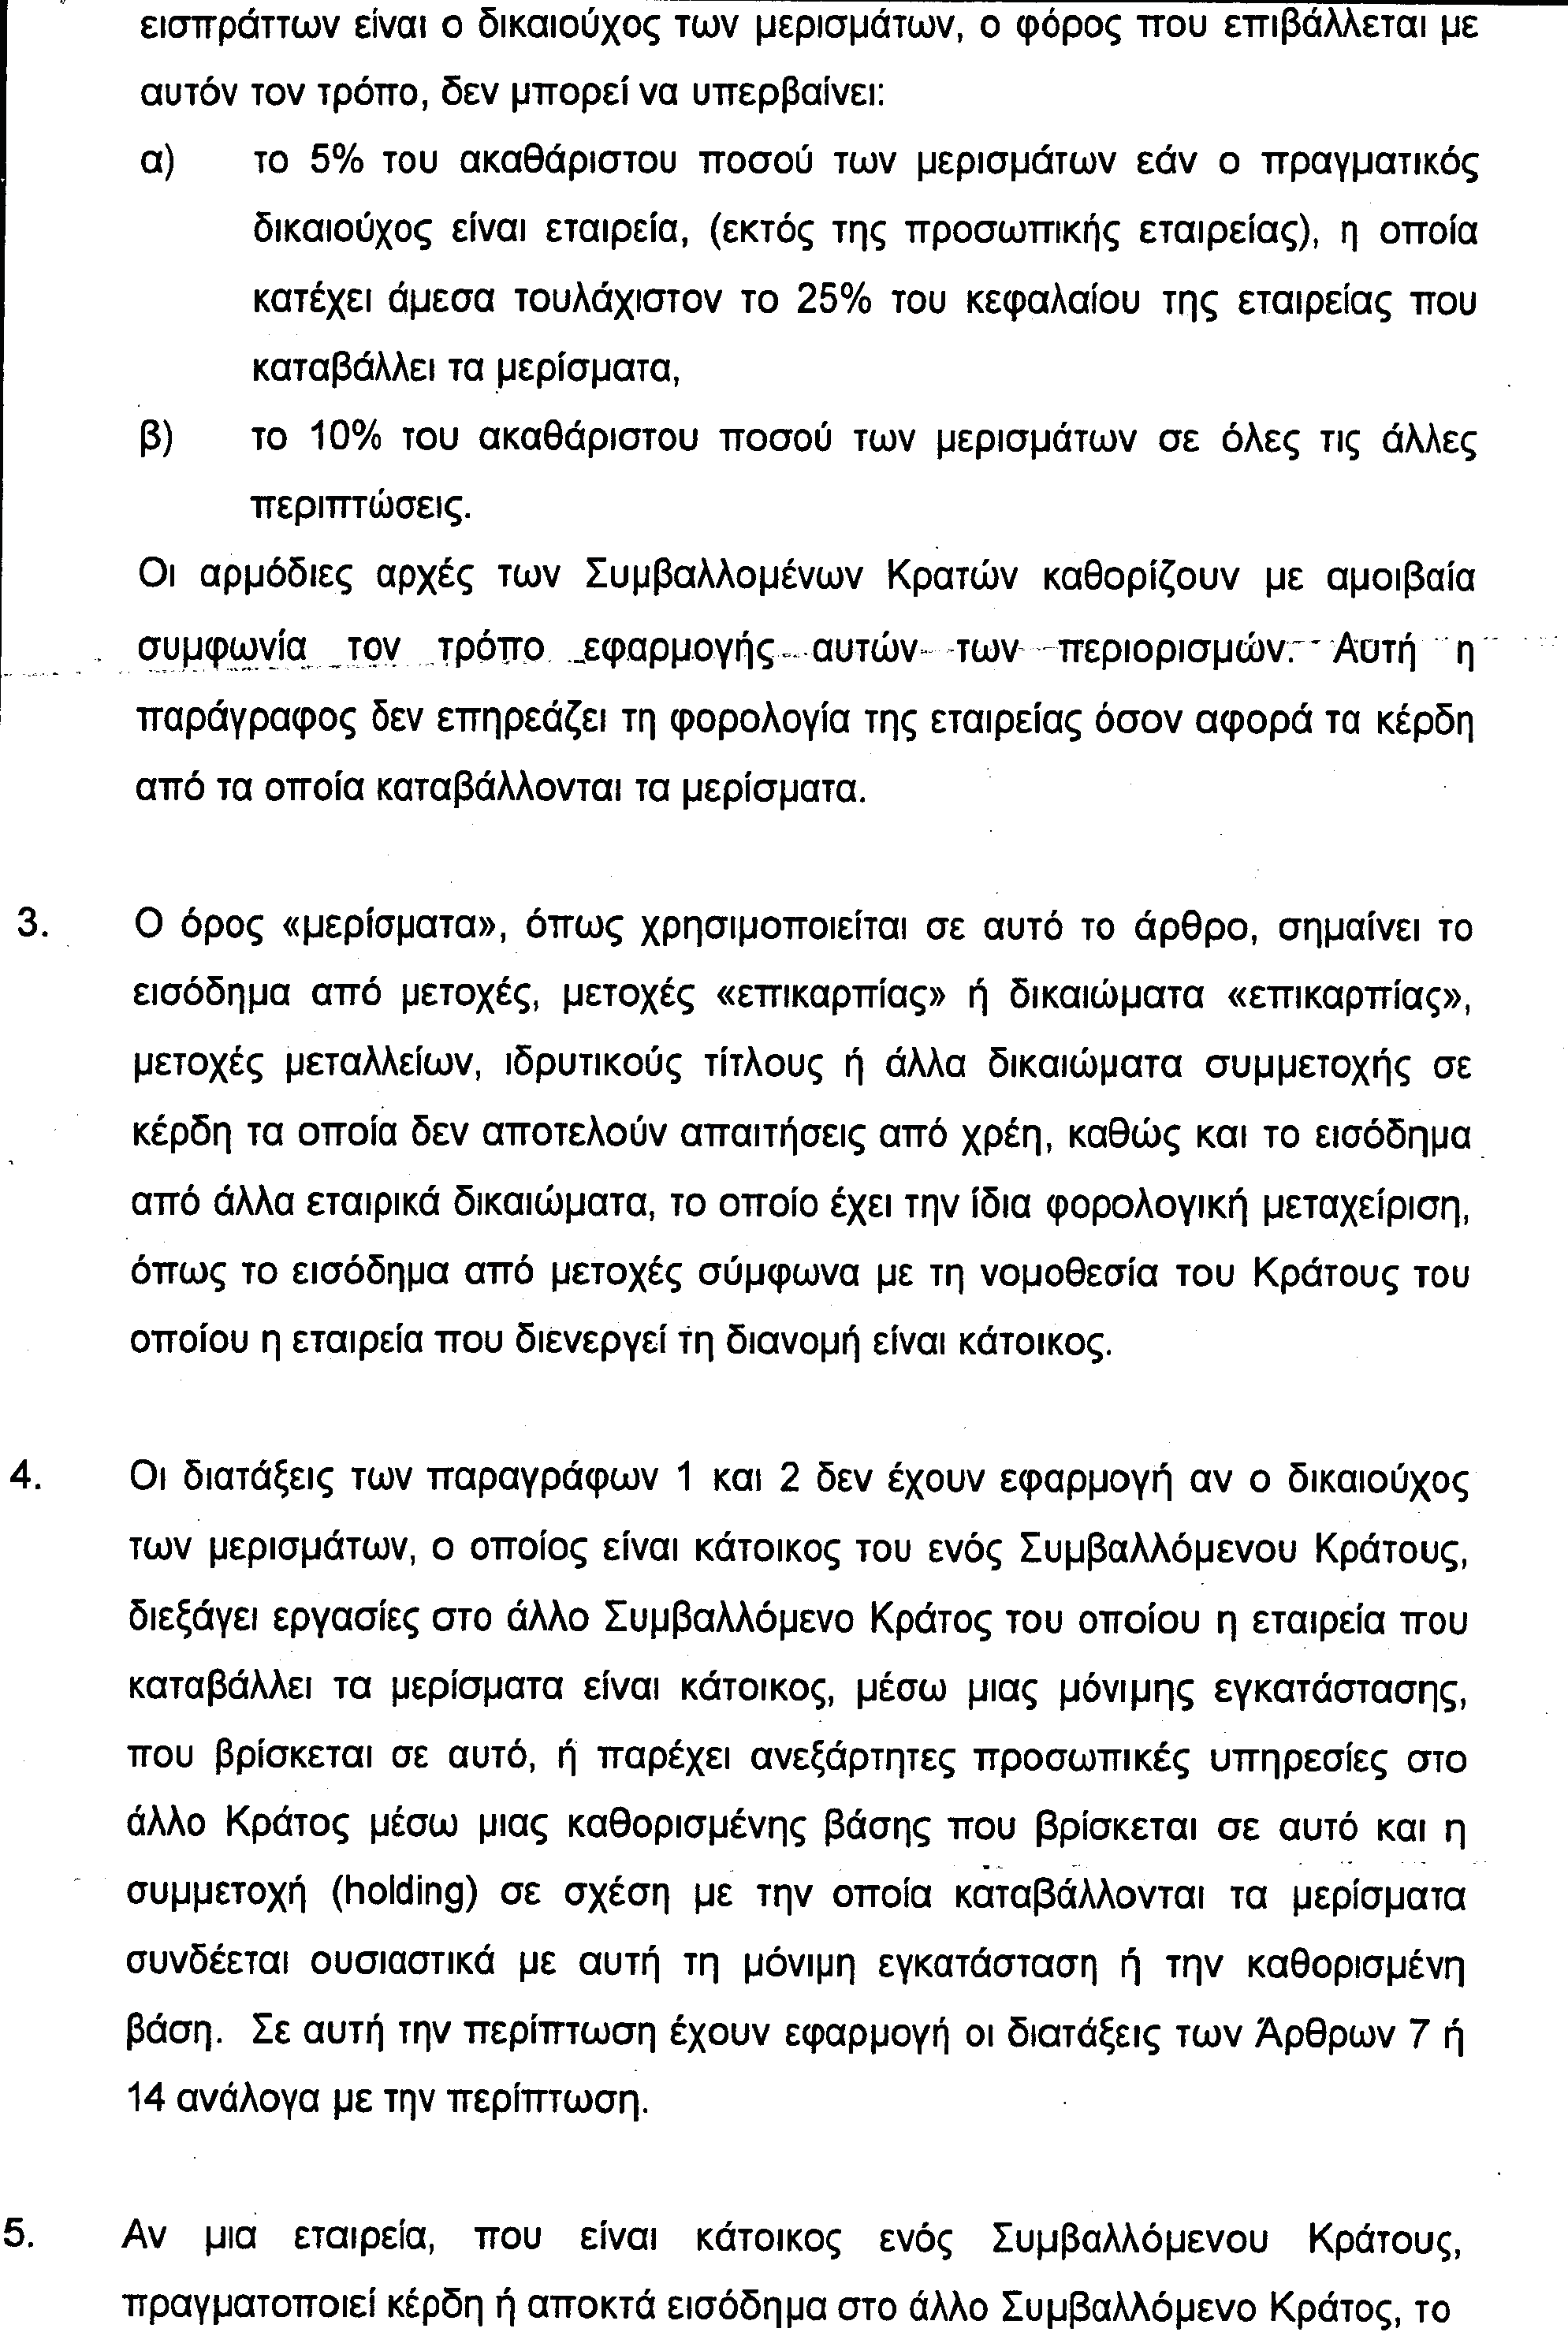 εισπράττων είναι ο δικαιούχος των μερισμάτων, ο φόρος που επιβάλλεται με
αυτόν τον τρόπο, δεν μπορεί να υπερβαίνει:
α) το 5% του ακαθάριστου ποσού των μερισμάτων εάν ο πραγματικός
δικαιούχος είναι εταιρεία, (εκτός της προσωπικής εταιρείας), η οποία
κατέχει άμεσα τουλάχιστον το 25% του κεφαλαίου της εταιρείας που
καταβάλλει τα μερίσματα,
β) το 10% του ακαθάριστου ποσού των μερισμάτων σε όλες τις άλλες
περιπτώσεις.
Οι αρμόδιες αρχές των Συμβαλλομένων Κρατών καθορίζουν με αμοιβαία
συμφωνία τον τρόπο εφαρμογής αυτών των περιορισμών. Αυτή η
παράγραφος δεν επηρεάζει τη φορολογία της εταιρείας όσον αφορά τα κέρδη
από τα οποία καταβάλλονται τα μερίσματα.
3. Ο όρος «μερίσματα», όπως χρησιμοποιείται σε αυτό το άρθρο, σημαίνει το
εισόδημα από μετοχές, μετοχές «επικαρπίας» ή δικαιώματα «επικαρπίας»,
μετοχές μεταλλείων, ιδρυτικούς τίτλους ή άλλα δικαιώματα συμμετοχής σε
κέρδη τα οποία δεν αποτελούν απαιτήσεις από χρέη, καθώς και το εισόδημα
από άλλα εταιρικά δικαιώματα, το οποίο έχει την ίδια φορολογική μεταχείριση,
όπως το εισόδημα από μετοχές σύμφωνα με τη νομοθεσία του Κράτους του
οποίου η εταιρεία που διενεργεί τη διανομή είναι κάτοικος.
4. Οι διατάξεις των παραγράφων 1 και 2 δεν έχουν εφαρμογή αν ο δικαιούχος
των μερισμάτων, ο οποίος είναι κάτοικος του ενός Συμβαλλόμενου Κράτους,
διεξάγει εργασίες στο άλλο Συμβαλλόμενο Κράτος του οποίου η εταιρεία που
καταβάλλει τα μερίσματα είναι κάτοικος, μέσω μιας μόνιμης εγκατάστασης,
που βρίσκεται σε αυτό, ή παρέχει ανεξάρτητες προσωπικές υπηρεσίες στο
άλλο Κράτος μέσω μιας καθορισμένης βάσης που βρίσκεται σε αυτό και η
συμμετοχή (holding) σε σχέση με την οποία καταβάλλονται τα μερίσματα
συνδέεται ουσιαστικά με αυτή τη μόνιμη εγκατάσταση ή την καθορισμένη
βάση. Σε αυτή την περίπτωση έχουν εφαρμογή οι διατάξεις των Άρθρων 7 ή
14 ανάλογα με την περίπτωση.
5. Αν μια εταιρεία, που είναι κάτοικος ενός Συμβαλλόμενου Κράτους,
πραγματοποιεί κέρδη ή αποκτά εισόδημα στο άλλο Συμβαλλόμενο Κράτος, το